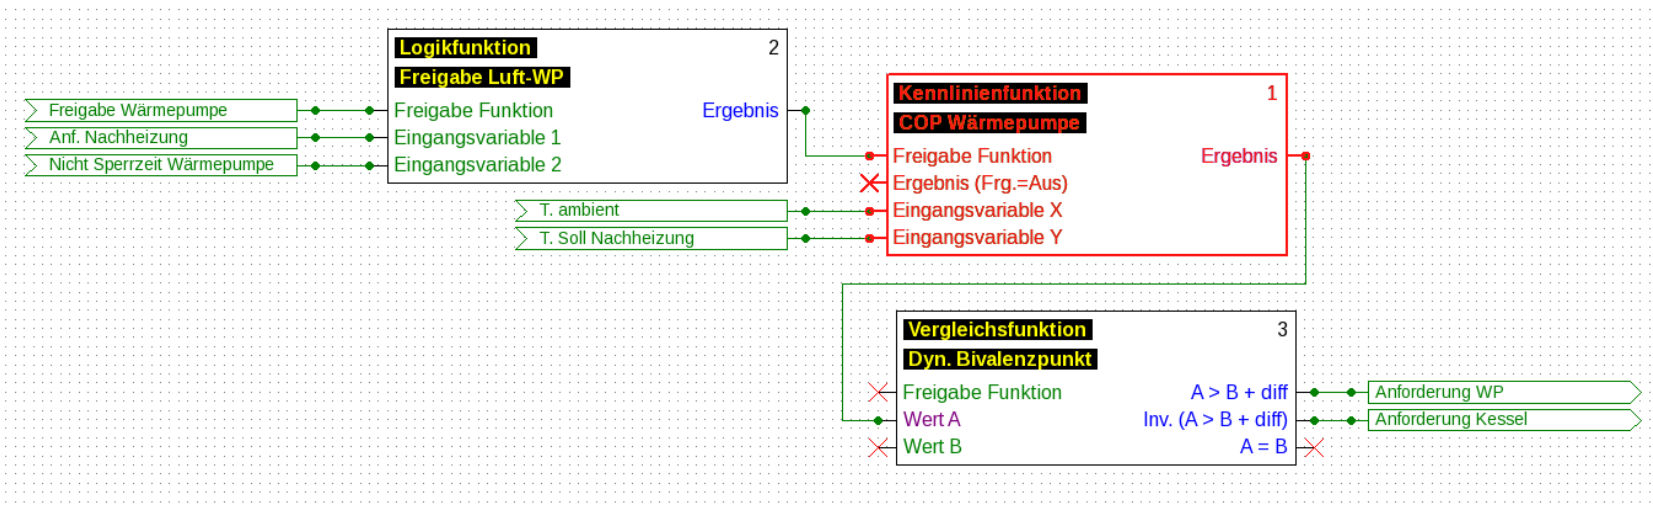 Logikfunktion 2
Freigabe Luft-WP
Freigabe Wärmepumpe
Anf. Nachheizung
Nicht Sperrzeit Wärmepumpe
Freigabe Funktion Ergebnis
Eingangsvariable 1
Eingangsvariable 2
Kennlinienfunktion 1
COP Wärmepumpe
Freigabe Funktion Ergebnis
Ergebnis (Frg.=Aus)
Eingangsvariable X
Eingangsvariable Y
T. ambient
T. Soll Nachheizung
Vergleichsfunktion 3
Dyn. Bivalenzpunkt
Freigabe Funktion A > B + diff
Wert A Inv. (A > B + diff)
Wert B A = B
Anforderung WP
Anforderung Kessel